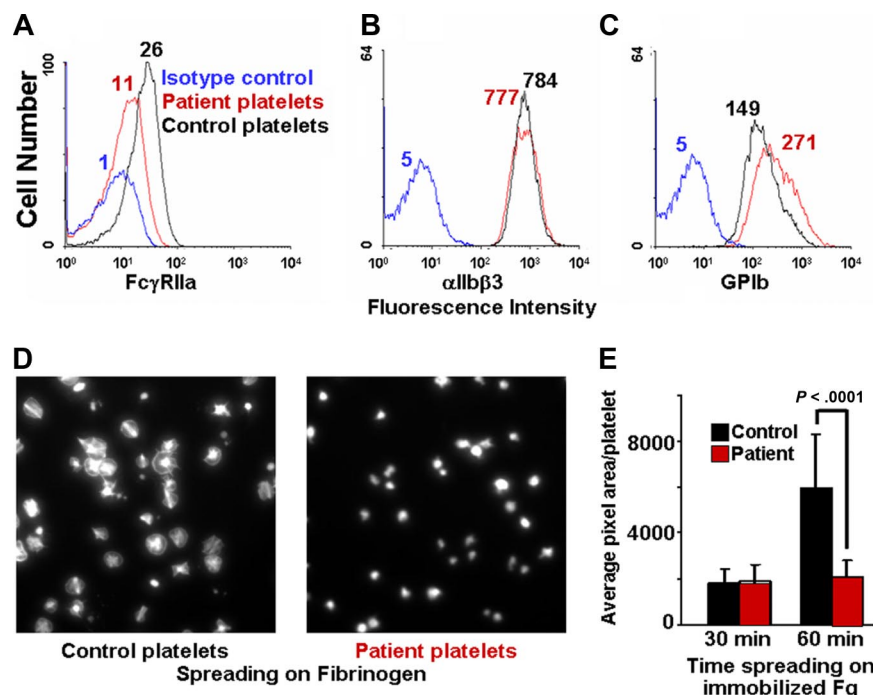 A
100
Cell Number
0
26
11
1
Isotype control
Patient platelets
Control platelets
10⁰ 10¹ 10² 10³ 10⁴
FcγRIIa
B
64
0
5
777
784
10⁰ 10¹ 10² 10³ 10⁴
αIIbβ3
Fluorescence Intensity
C
64
0
5
149
271
10⁰ 10¹ 10² 10³ 10⁴
GPIb
D
Control platelets
Patient platelets
Spreading on Fibrinogen
E
P < .0001
Control
Patient
Average pixel area/platelet
8000
4000
0
30 min 60 min
Time spreading on
immobilized Fg